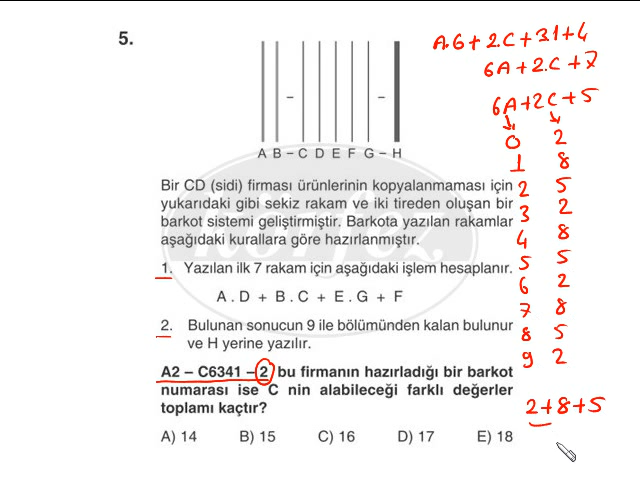 5.
A B – C D E F G – H
Bir CD (sidi) firması ürünlerinin kopyalanmaması için
yukarıdaki gibi sekiz rakam ve iki tireden oluşan bir
barkot sistemi geliştirmiştir. Barkota yazılan rakamlar
aşağıdaki kurallara göre hazırlanmıştır.
1. Yazılan ilk 7 rakam için aşağıdaki işlem hesaplanır.
A . D + B . C + E . G + F
2. Bulunan sonucun 9 ile bölümünden kalan bulunur
ve H yerine yazılır.
A2 – C6341 – 2 bu firmanın hazırladığı bir barkot
numarası ise C nin alabileceği farklı değerler
toplamı kaçtır?
A) 14 B) 15 C) 16 D) 17 E) 18
A.6 + 2.C + 3.1 + 4
6A + 2.C + 7
6A + 2C + 5
0 2
1 8
2 5
3 2
4 8
5 5
6 2
7 8
8 5
9 2
2 + 8 + 5
körfez